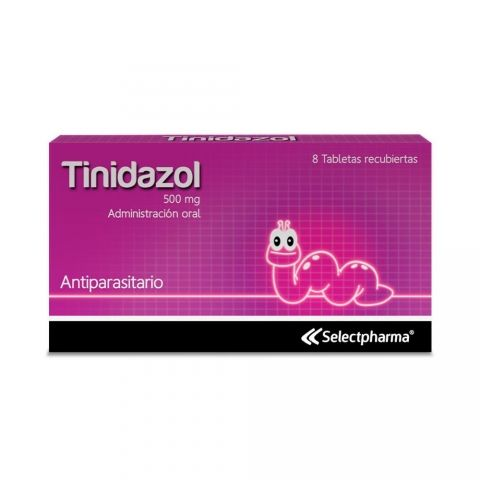 Tinidazol
8 Tabletas recubiertas
Tinidazol
500 mg
Administración oral
Antiparasitario
Selectpharma®